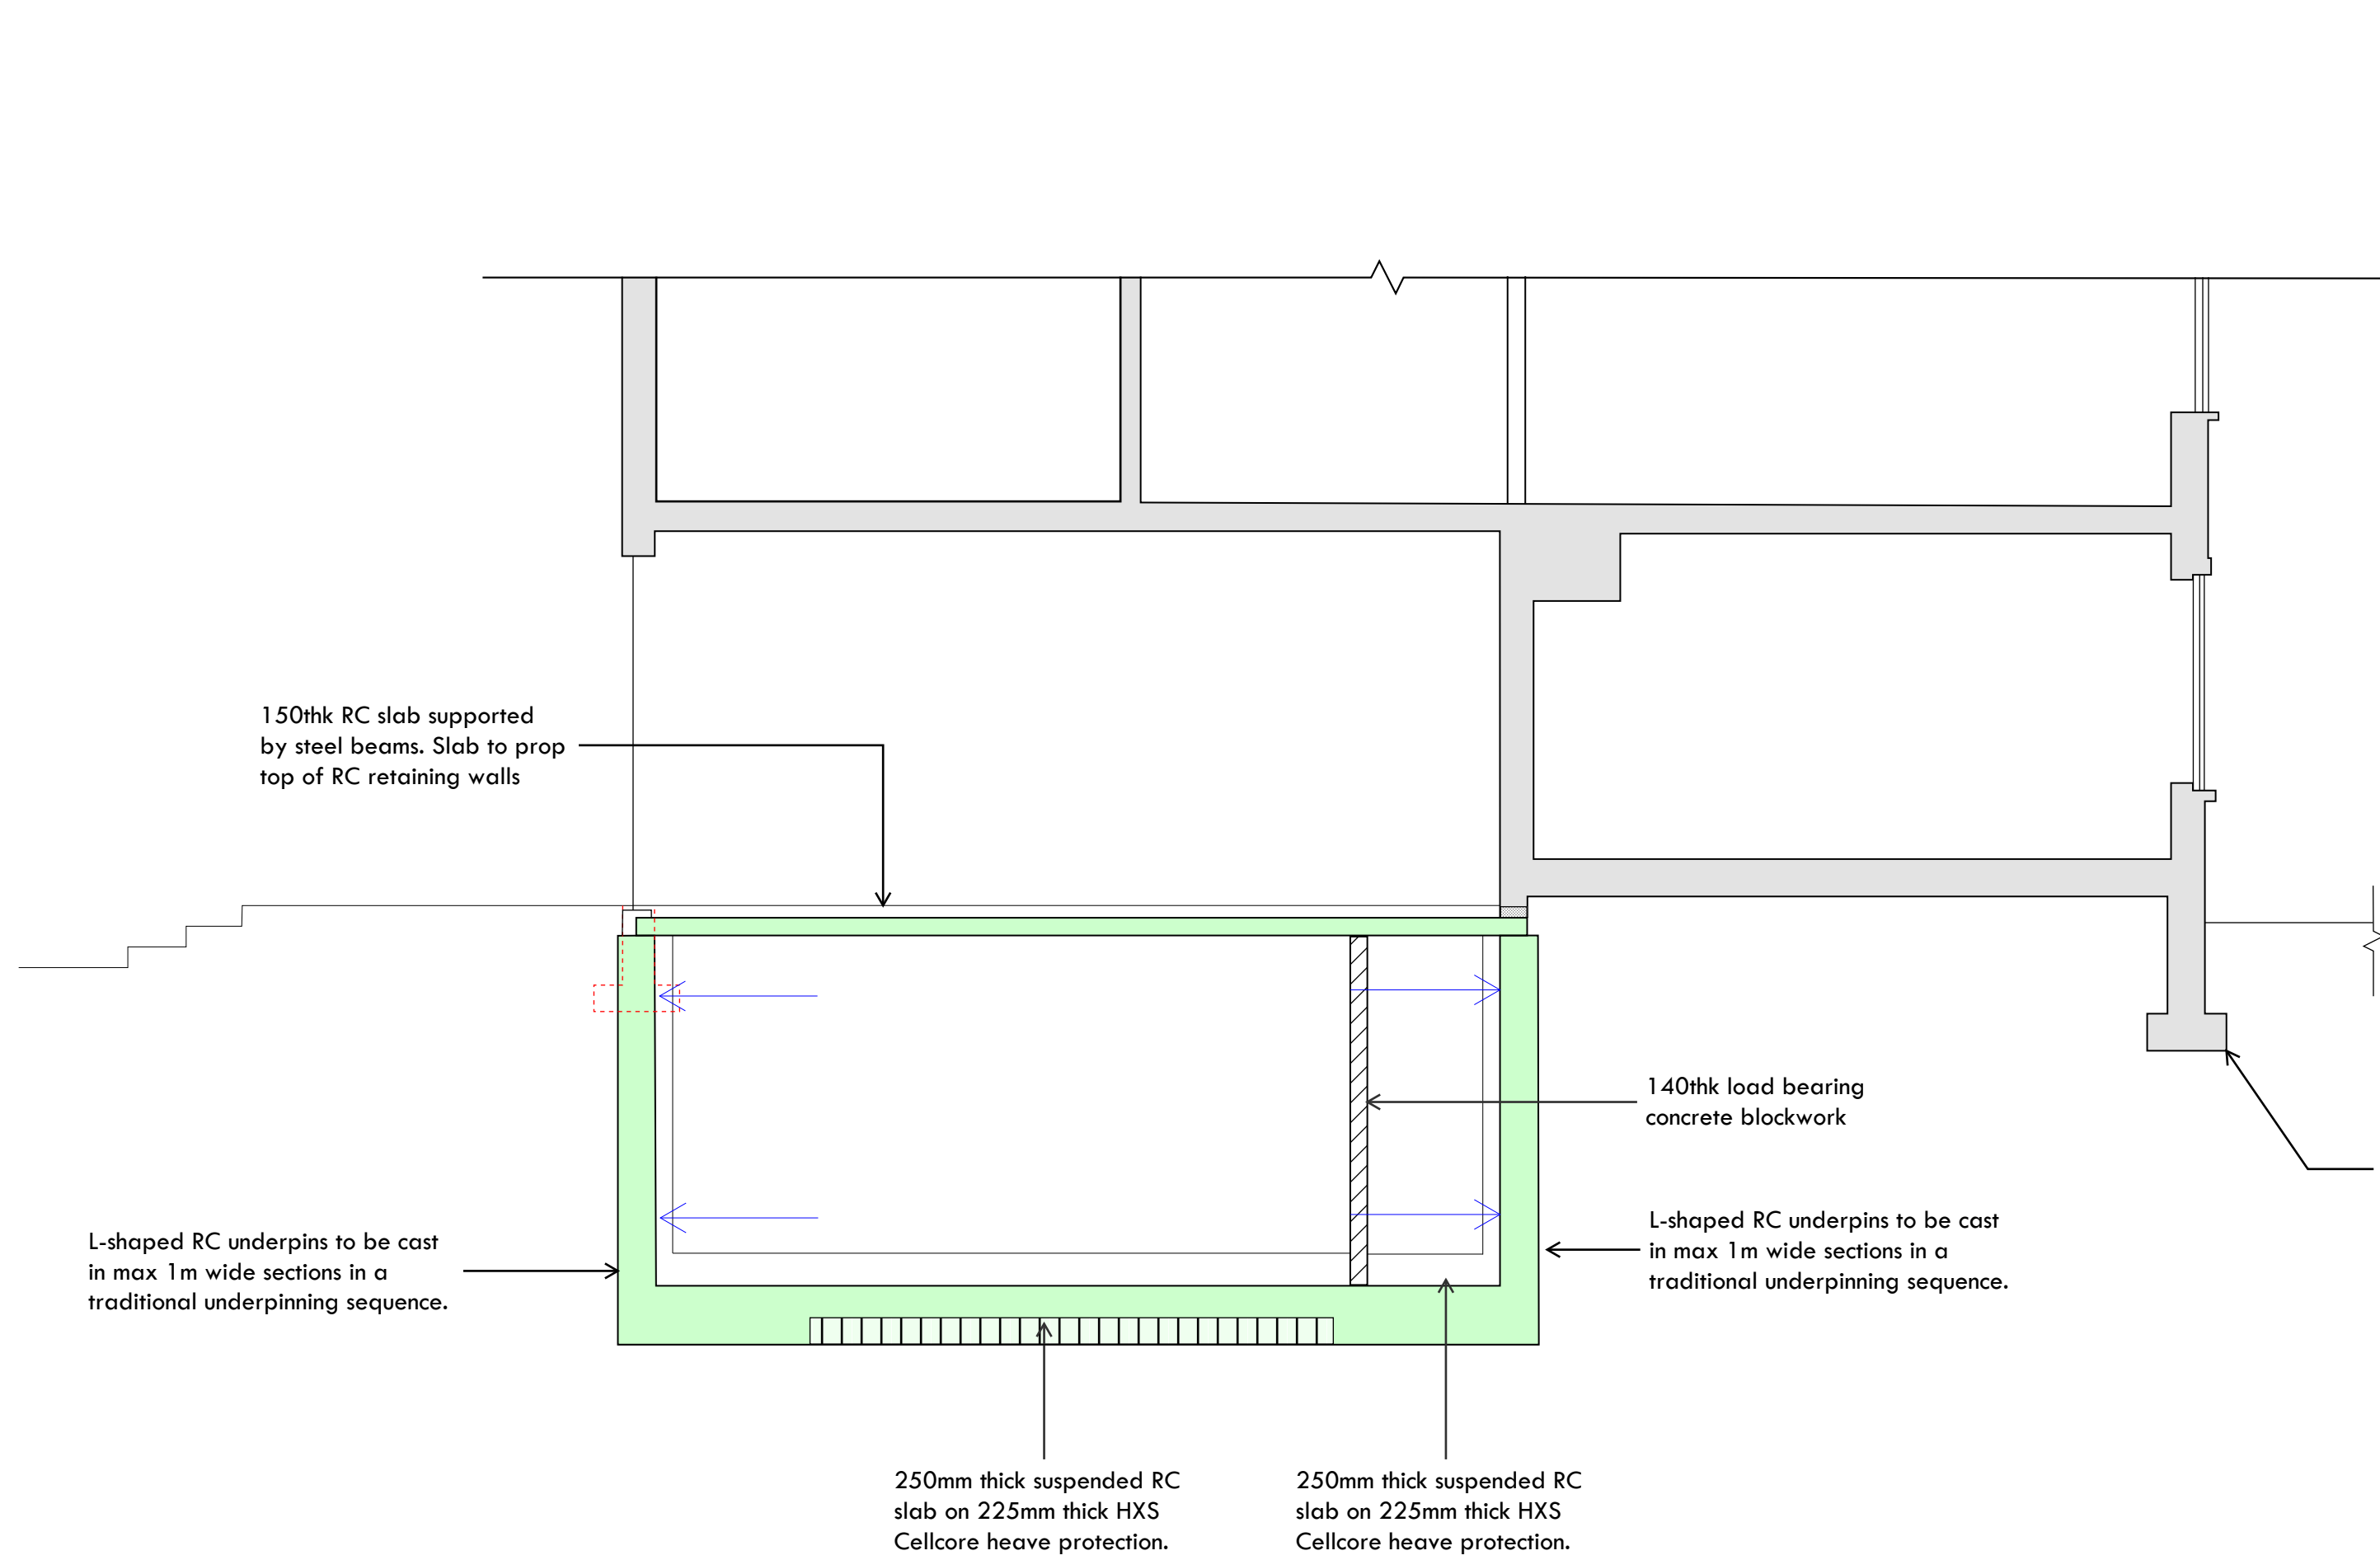 150thk RC slab supported
by steel beams. Slab to prop
top of RC retaining walls
140thk load bearing
concrete blockwork
L-shaped RC underpins to be cast
in max 1m wide sections in a
traditional underpinning sequence.
L-shaped RC underpins to be cast
in max 1m wide sections in a
traditional underpinning sequence.
250mm thick suspended RC
slab on 225mm thick HXS
Cellcore heave protection.
250mm thick suspended RC
slab on 225mm thick HXS
Cellcore heave protection.